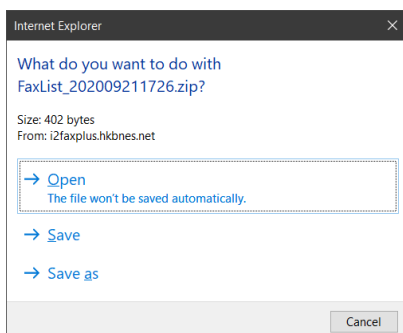 Internet Explorer
What do you want to do with
FaxList_202009211726.zip?
Size: 402 bytes
From: i2faxplus.hkbnes.net
Open
The file won't be saved automatically.
Save
Save as
Cancel